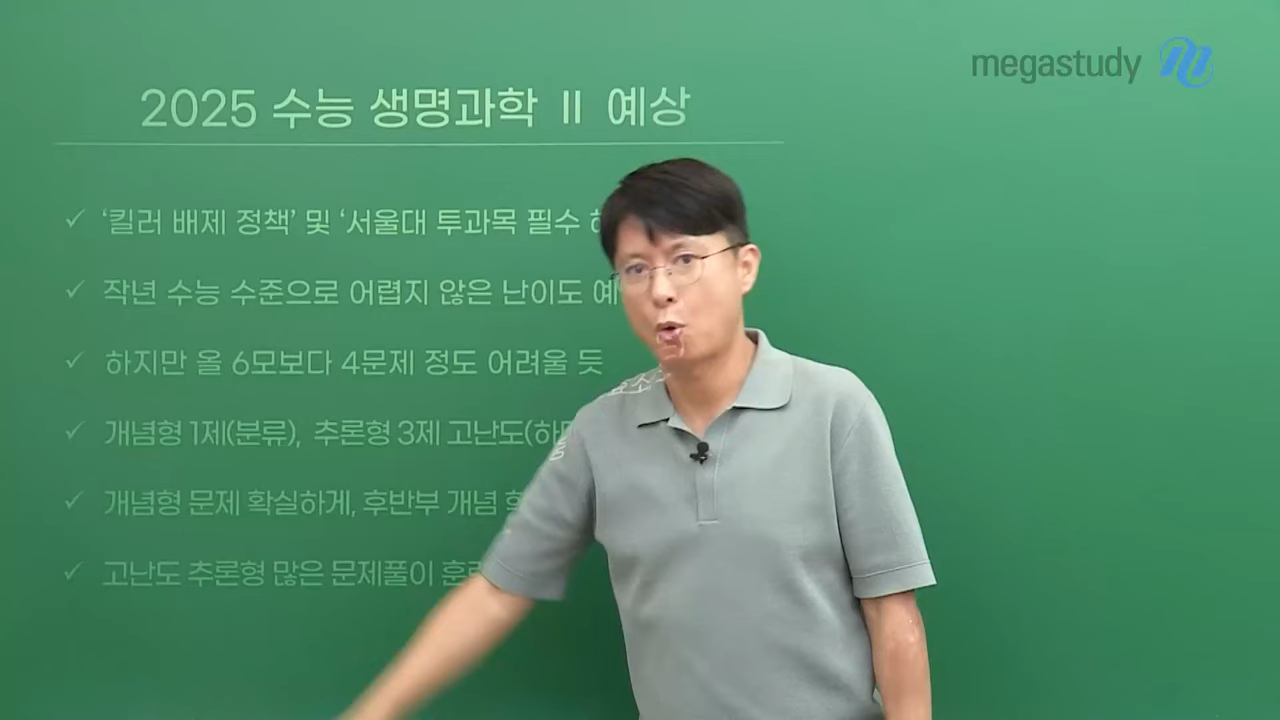 megastudy
2025 수능 생명과학 Ⅱ 예상
✓ ‘킬러 배제 정책’ 및 ‘서울대 투과목 필수
✓ 작년 수능 수준으로 어렵지 않은 난이도
✓ 하지만 올 6모보다 4문제 정도 어려울 듯
✓ 개념형 1제(분류), 추론형 3제 고난도
✓ 개념형 문제 확실하게, 후반부 개념
✓ 고난도 추론형 많은 문제풀이